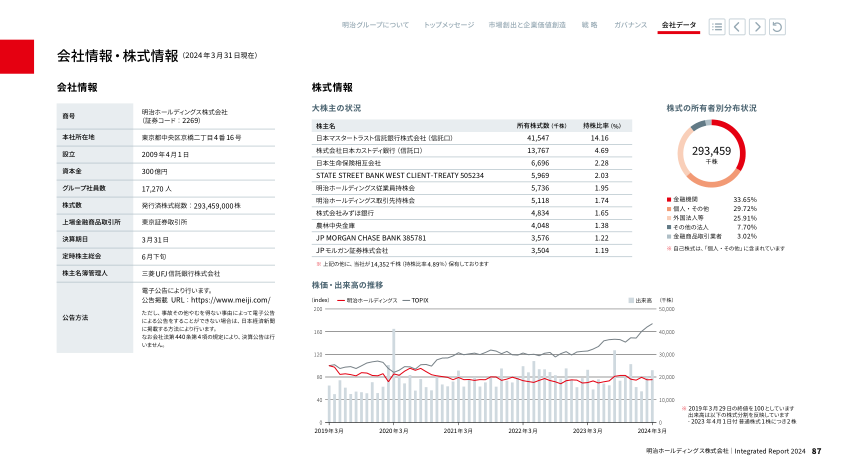 明治グループについて トップメッセージ 市場創出と企業価値創造 戦略 ガバナンス 会社データ
会社情報・株式情報（2024年3月31日現在）
会社情報
商号 明治ホールディングス株式会社
（証券コード：2269）
本社所在地 東京都中央区京橋二丁目4番16号
設立 2009年4月1日
資本金 300億円
グループ社員数 17,270 人
株式数 発行済株式総数：293,459,000株
上場金融商品取引所 東京証券取引所
決算期日 3月31日
定時株主総会 6月下旬
株主名簿管理人 三菱UFJ信託銀行株式会社
公告方法 電子公告により行います。
公告掲載 URL：https://www.meiji.com/
ただし、事故その他やむを得ない事由によって電子公告
による公告をすることができない場合は、日本経済新聞
に掲載する方法により行います。
なお会社法第440条第4項の規定により、決算公告は行
いません。
株式情報
大株主の状況
株主名 所有株式数（千株） 持株比率（%）
日本マスタートラスト信託銀行株式会社（信託口） 41,547 14.16
株式会社日本カストディ銀行（信託口） 13,767 4.69
日本生命保険相互会社 6,696 2.28
STATE STREET BANK WEST CLIENT-TREATY 505234 5,969 2.03
明治ホールディングス従業員持株会 5,736 1.95
明治ホールディングス取引先持株会 5,118 1.74
株式会社みずほ銀行 4,834 1.65
農林中央金庫 4,048 1.38
JP MORGAN CHASE BANK 385781 3,576 1.22
JPモルガン証券株式会社 3,504 1.19
※ 上記の他に、当社が14,352千株（持株比率4.89%）保有しております
株式の所有者別分布状況
293,459
千株
金融機関 33.65%
個人・その他 29.72%
外国法人等 25.91%
その他の法人 7.70%
金融商品取引業者 3.02%
※ 自己株式は、「個人・その他」に含まれています
株価・出来高の推移
(index) 明治ホールディングス TOPIX 出来高 (千株)
200 50,000
160 40,000
120 30,000
80 20,000
40 10,000
0 0
2019年3月 2020年3月 2021年3月 2022年3月 2023年3月 2024年3月
※ 2019年3月29日の終値を100としています
出来高は以下の株式分割を反映しています
・2023年4月1日付 普通株式1株につき2株
明治ホールディングス株式会社｜Integrated Report 2024 87